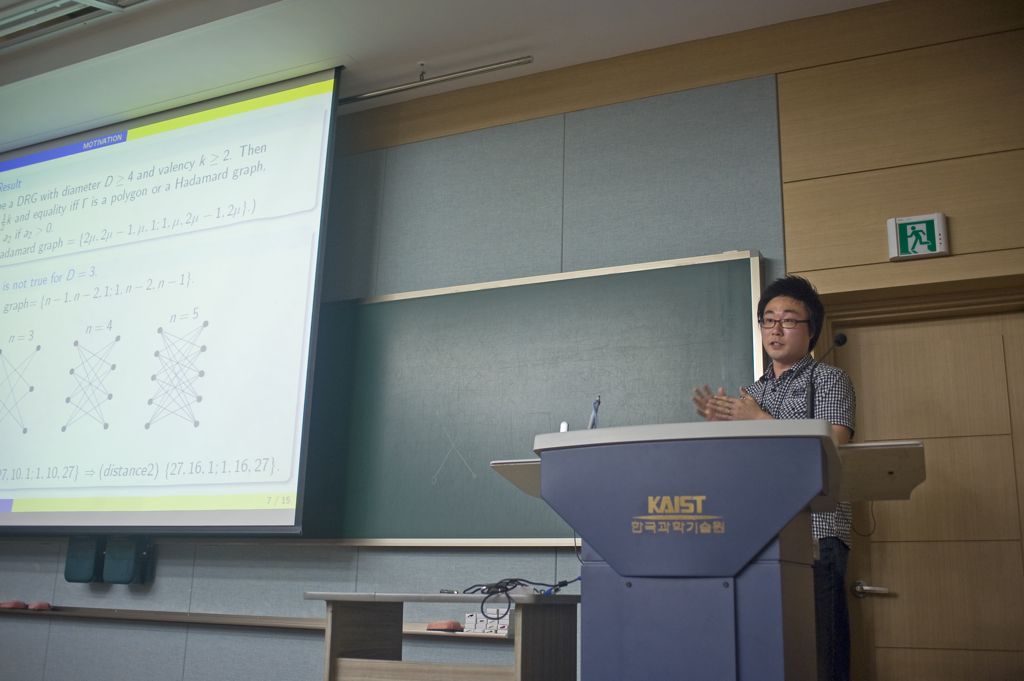 MOTIVATION
Result
be a DRG with diameter D ≥ 4 and valency k ≥ 2. Then
k and equality iff Γ is a polygon or a Hadamard graph.
a₂ if a₂ > 0.
adamard graph = {2μ, 2μ − 1, μ, 1; 1, μ, 2μ − 1, 2μ}.)
is not true for D = 3.
graph= {n − 1, n − 2, 1; 1, n − 2, n − 1}.
n = 3
n = 4
n = 5
27, 10, 1; 1, 10, 27} ⇒ (distance2) {27, 16, 1; 1, 16, 27}.
7 / 15
KAIST
한국과학기술원